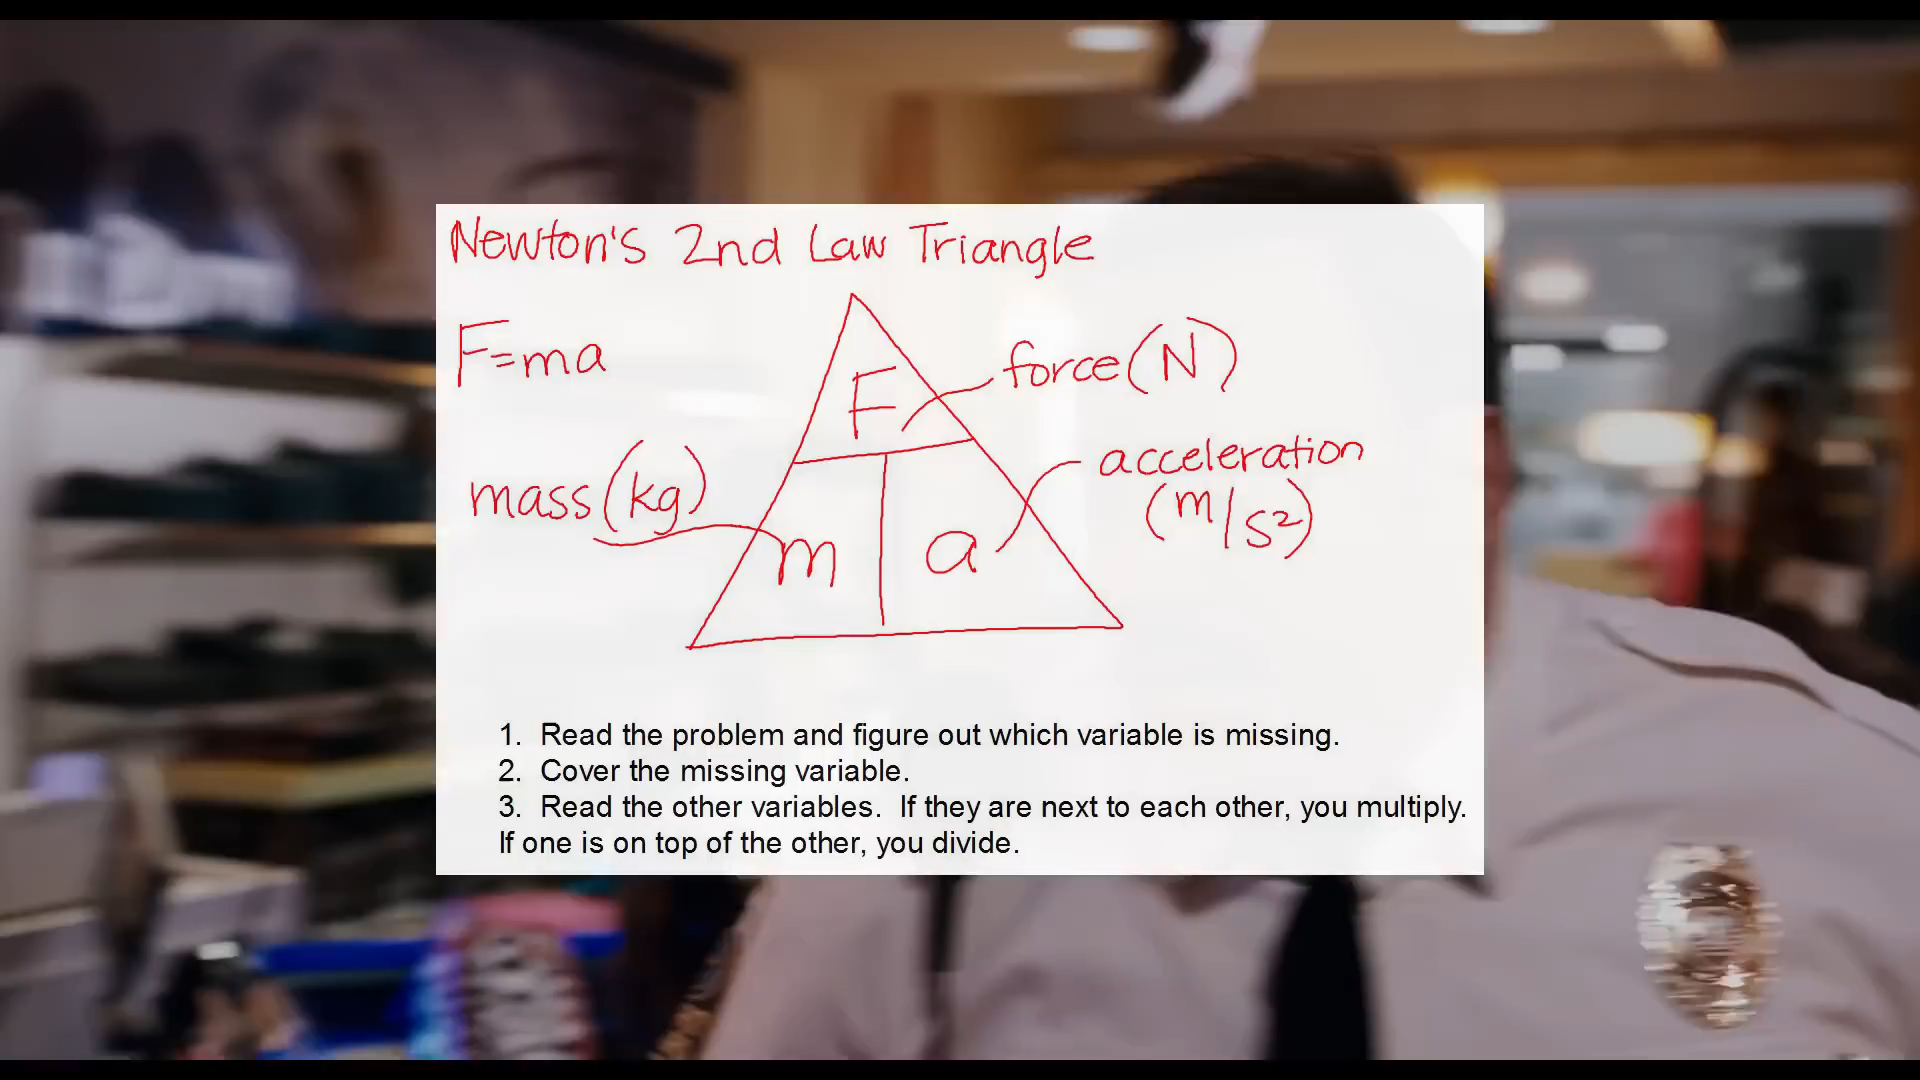 Newton's 2nd Law Triangle
F=ma
F
force (N)
acceleration
(m/s²)
mass (kg)
m
a
1. Read the problem and figure out which variable is missing.
2. Cover the missing variable.
3. Read the other variables. If they are next to each other, you multiply.
If one is on top of the other, you divide.